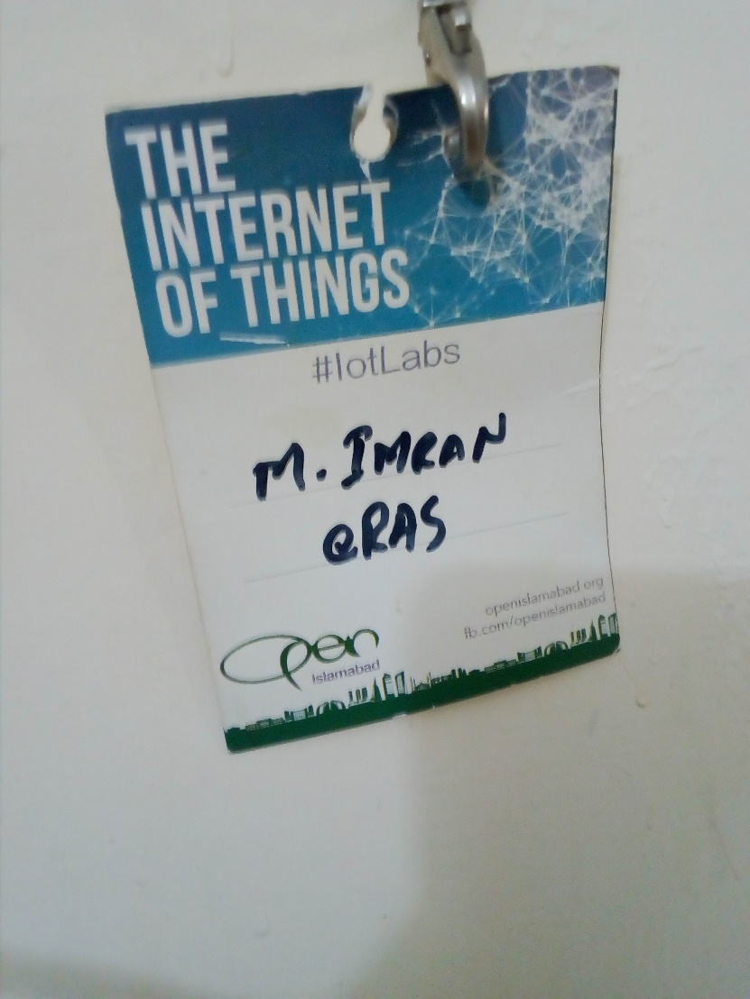 THE
INTERNET
OF THINGS
#IotLabs
M. IMRAN
QRAS
openislamabad.org
fb.com/openislamabad
Open
Islamabad